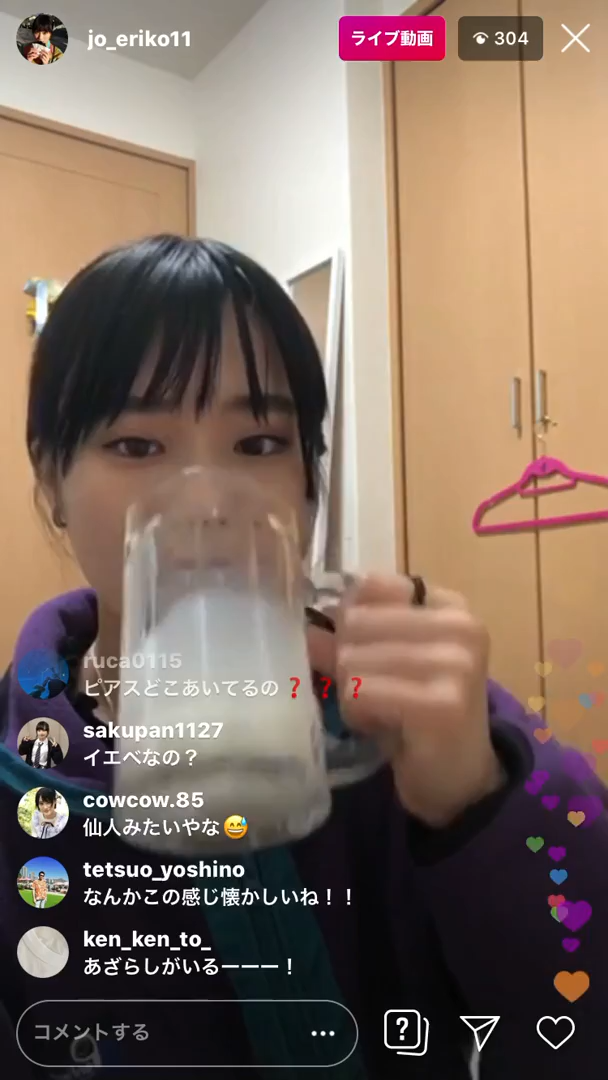 jo_eriko11
ライブ動画
304
ruca0115
ピアスどこあいてるの❓❓❓
sakupan1127
イエベなの？
cowcow.85
仙人みたいやな😅
tetsuo_yoshino
なんかこの感じ懐かしいね！！
ken_ken_to_
あざらしがいるーーー！
コメントする